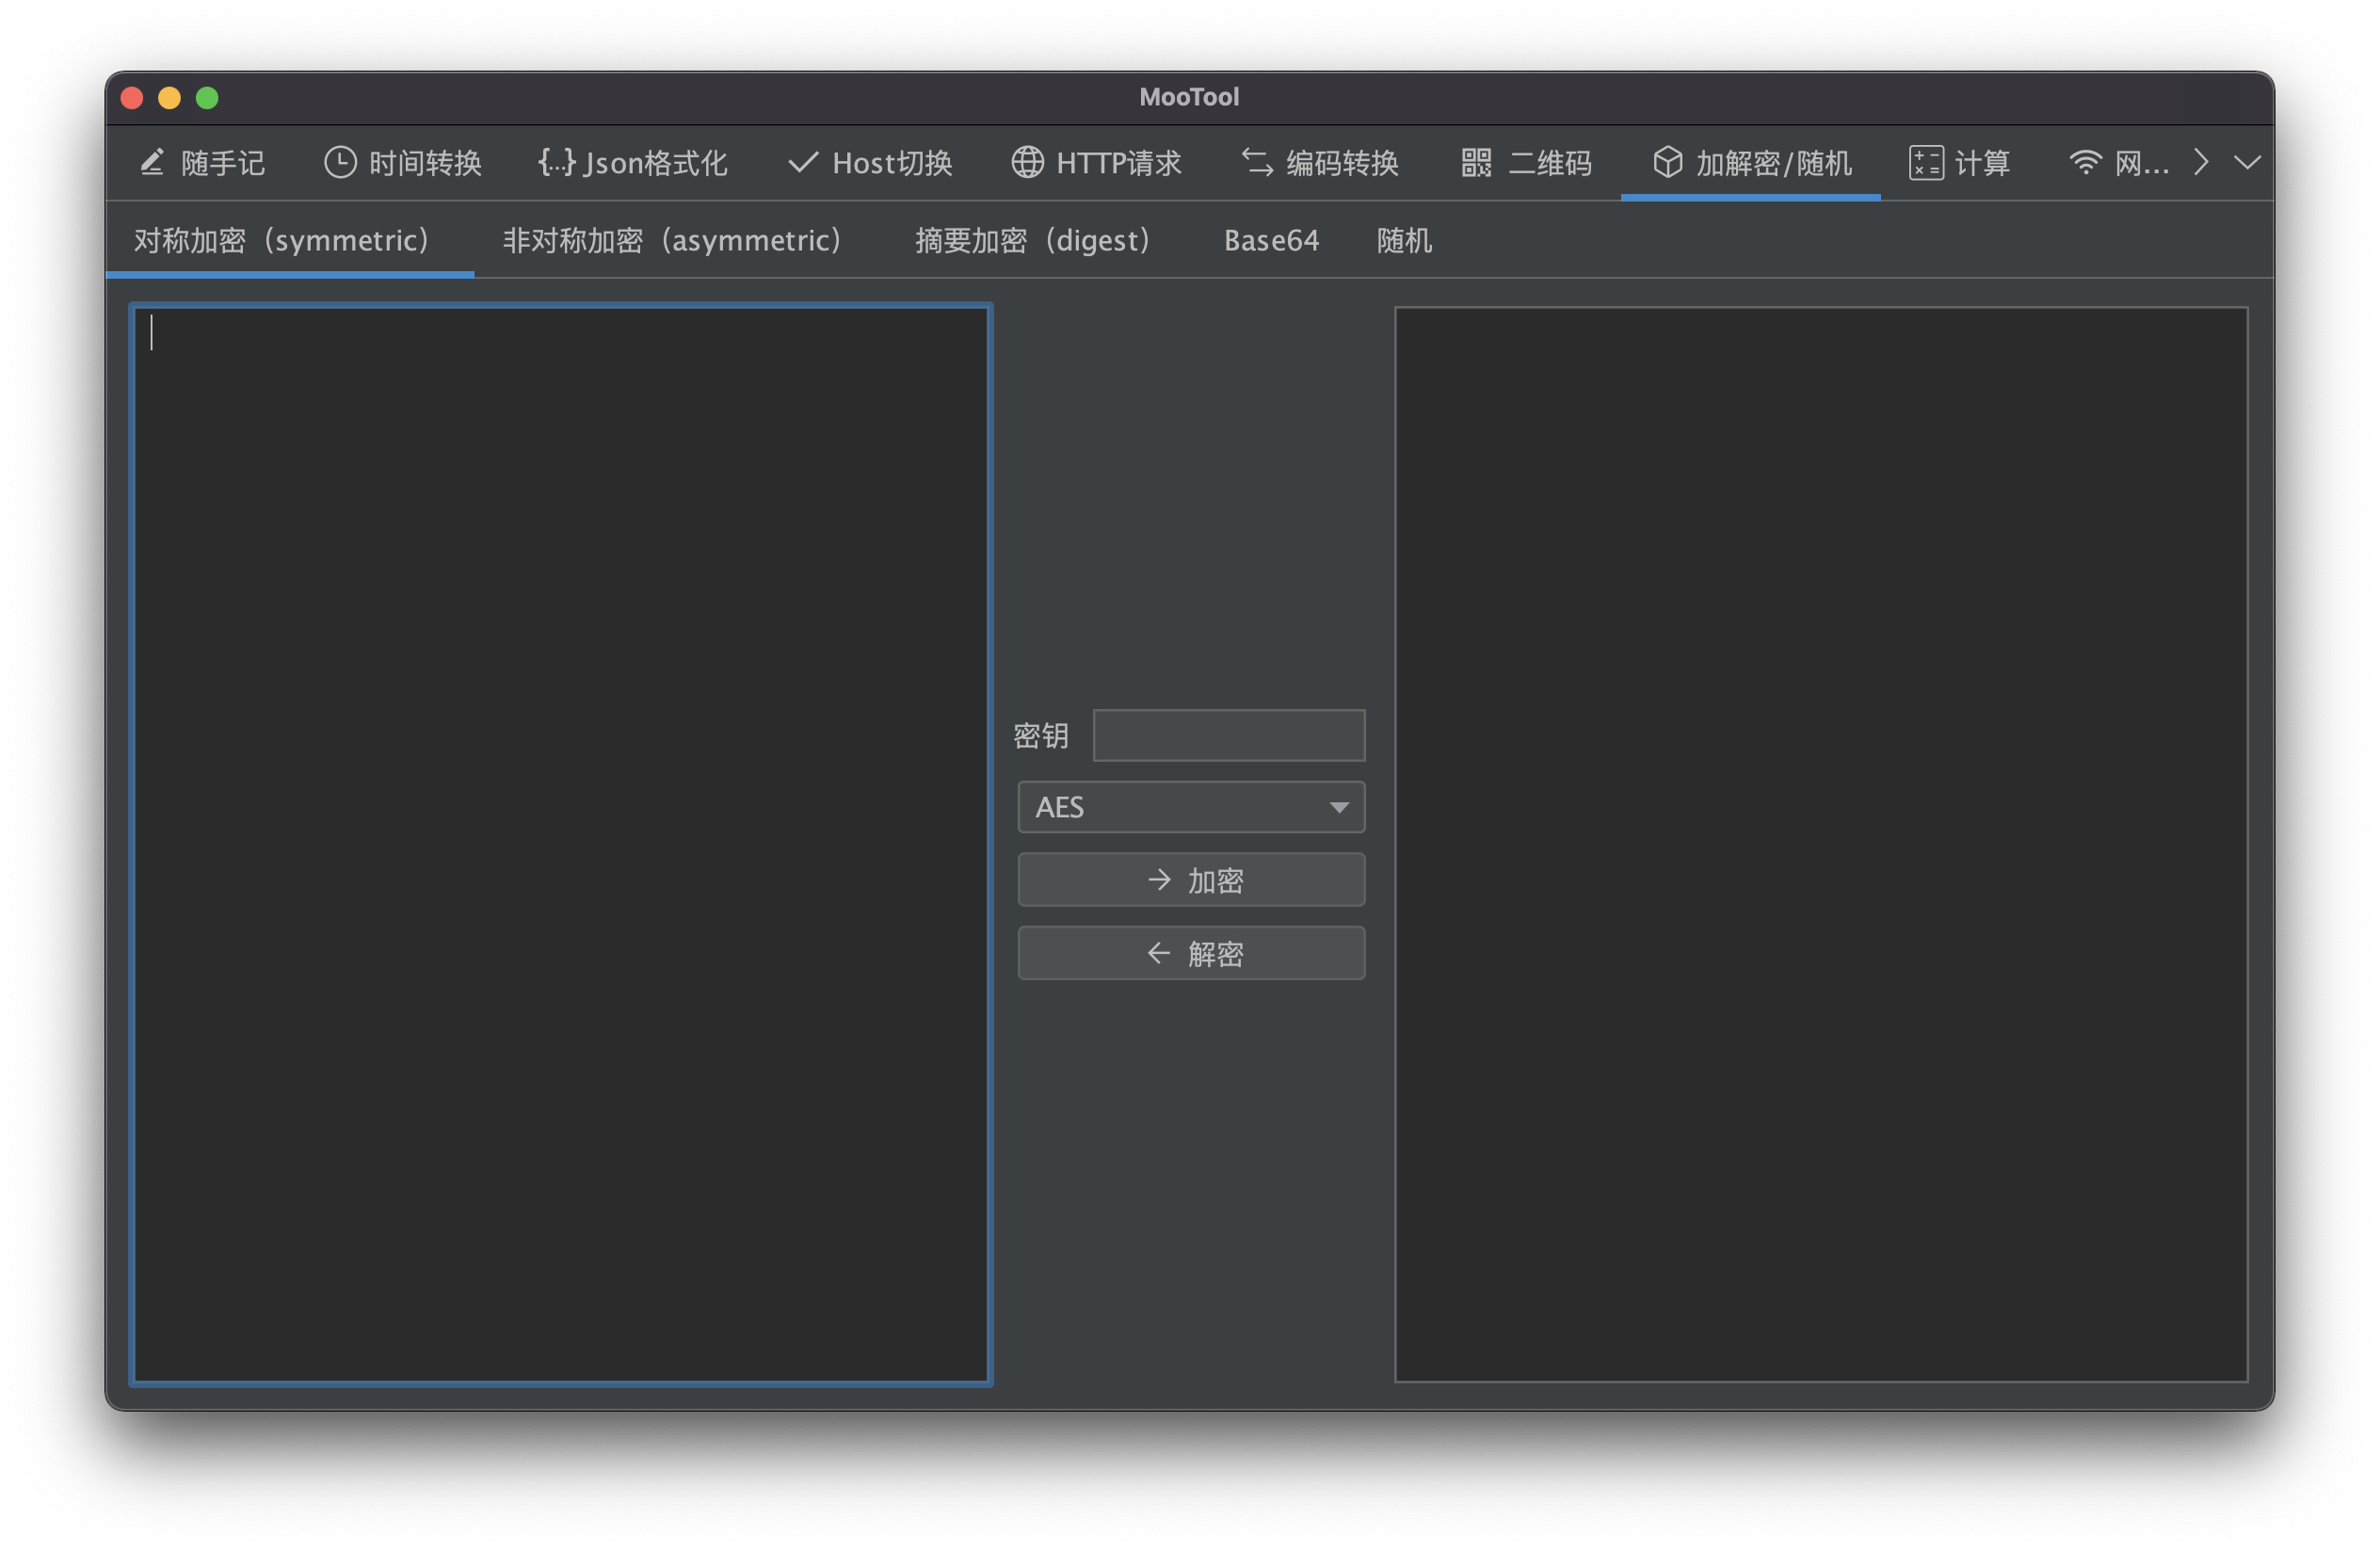 MooTool
随手记 时间转换 {...} Json格式化 Host切换 HTTP请求 编码转换 二维码 加解密/随机 计算 网...
对称加密（symmetric） 非对称加密（asymmetric） 摘要加密（digest） Base64 随机
密钥
AES
→ 加密
← 解密